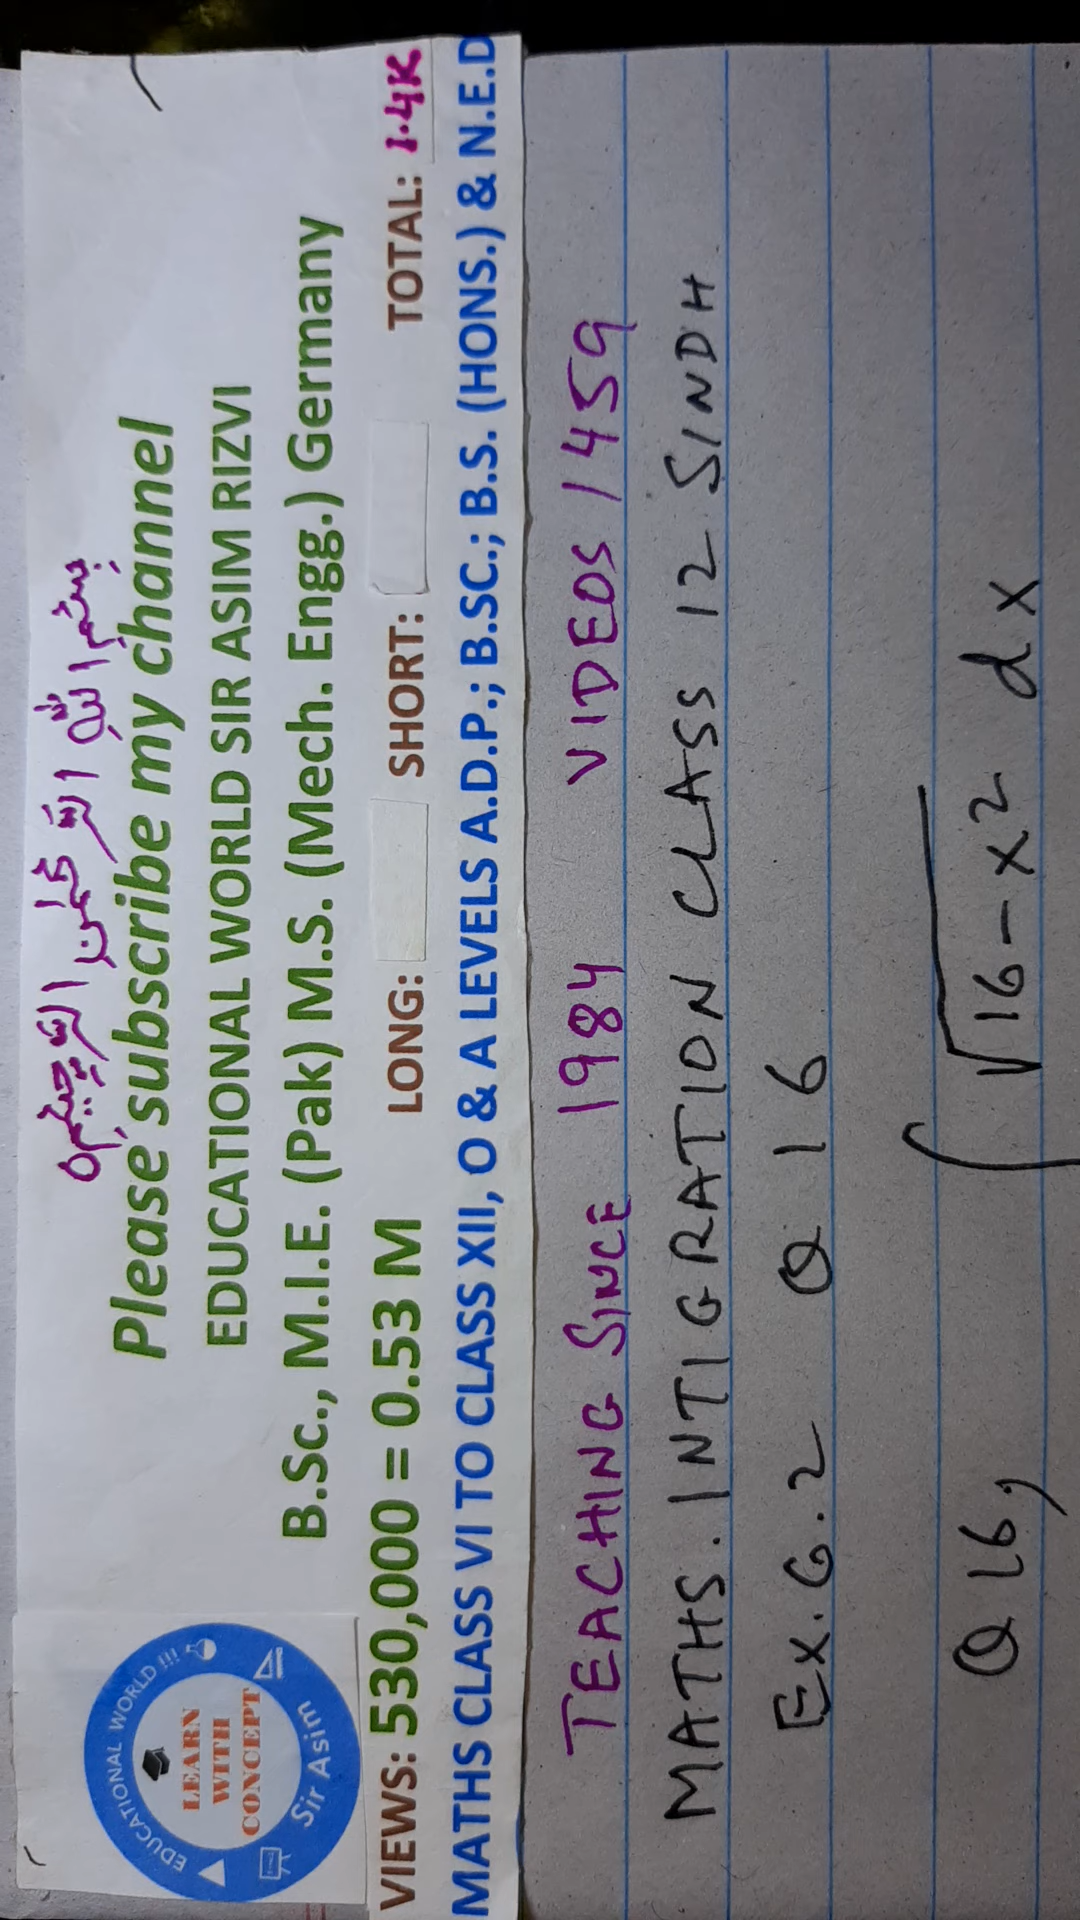 بِسْمِ اللهِ الرَّحْمٰنِ الرَّحِيْمِ
Please subscribe my channel
EDUCATIONAL WORLD SIR ASIM RIZVI
B.Sc., M.I.E. (Pak) M.S. (Mech. Engg.) Germany
EDUCATIONAL WORLD !!!
LEARN
WITH
CONCEPT
Sir Asim
VIEWS: 530,000 = 0.53 M LONG: SHORT: TOTAL: 1.4K
MATHS CLASS VI TO CLASS XII, O & A LEVELS A.D.P.; B.SC.; B.S. (HONS.) & N.E.D
TEACHING SINCE 1984 VIDEOS 1459
MATHS. INTIGRATION CLASS 12 SINDH
EX. 6.2 Q 16
Q 16, ∫ √16-x² dx